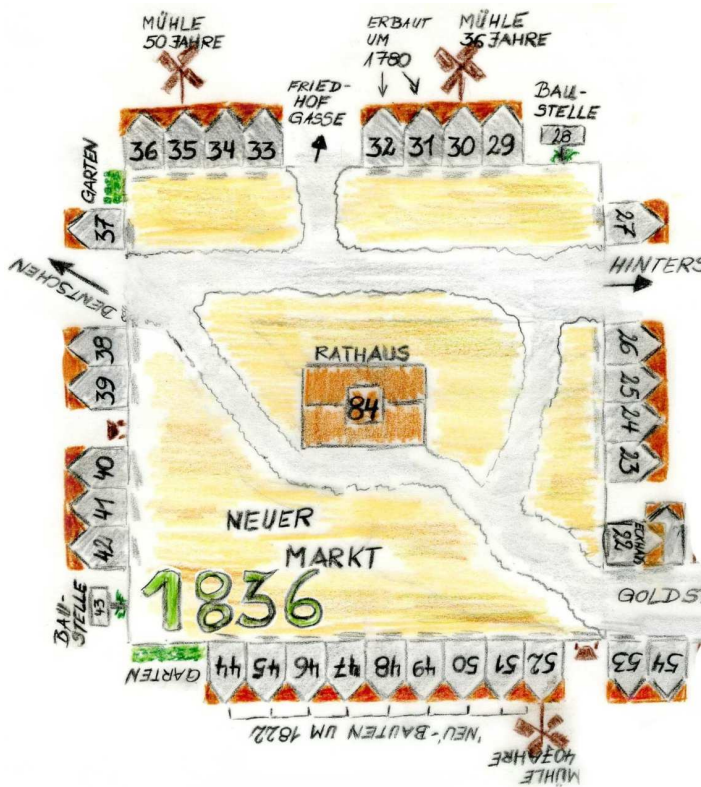 MÜHLE
50 JAHRE
FRIED-
HOF
GASSE
ERBAUT
UM
1780
MÜHLE
36 JAHRE
BAU-
STELLE
28
36 35 34 33
32 31 30 29
GARTEN
37
27
DENTSCHEN
HINTERS
38
39
RATHAUS
84
26
25
24
23
40
41
42
NEUER
MARKT
22
ECKHAUS
1836
GOLDST
BAU-
STELLE
43
GARTEN
44 45 46 47 48 49 50 51 52
53 54
'NEU'-BAUTEN UM 1822
MÜHLE
40 JAHRE